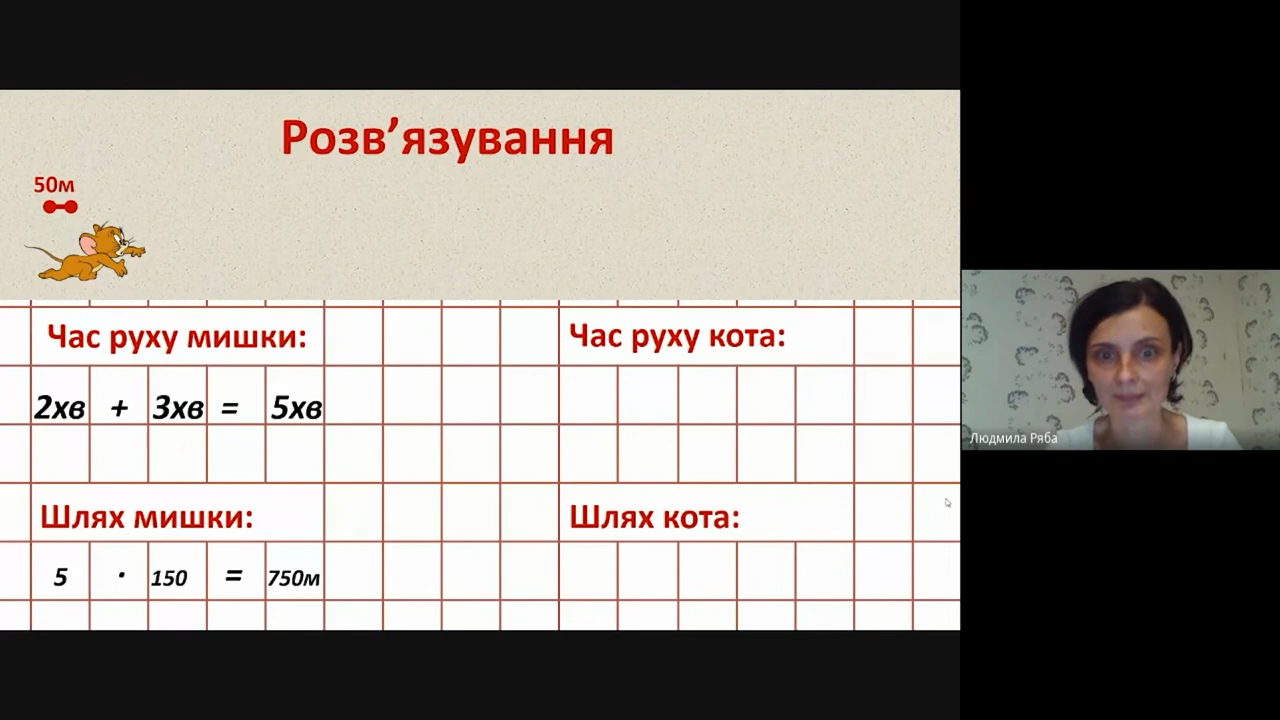 Розв’язування
50м
Час руху мишки:
2хв + 3хв = 5хв
Шлях мишки:
5 · 150 = 750м
Час руху кота:
Шлях кота:
Людмила Ряба